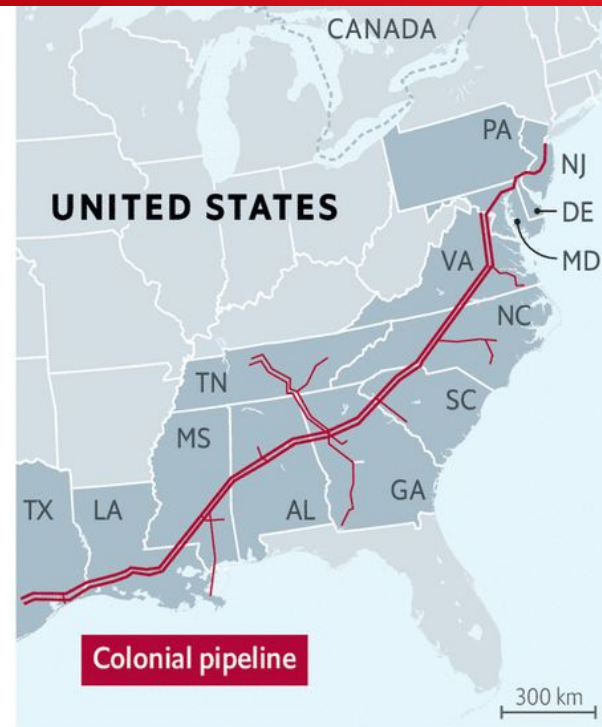 CANADA
PA
NJ
UNITED STATES
DE
VA
MD
NC
TN
SC
MS
TX
LA
AL
GA
Colonial pipeline
300 km